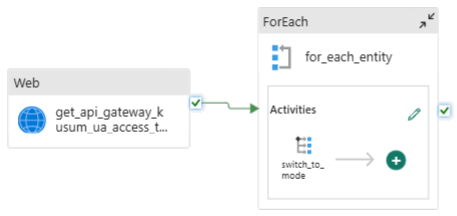 ForEach
for_each_entity
Web
get_api_gateway_k
usum_ua_access_t...
Activities
switch_to_
mode